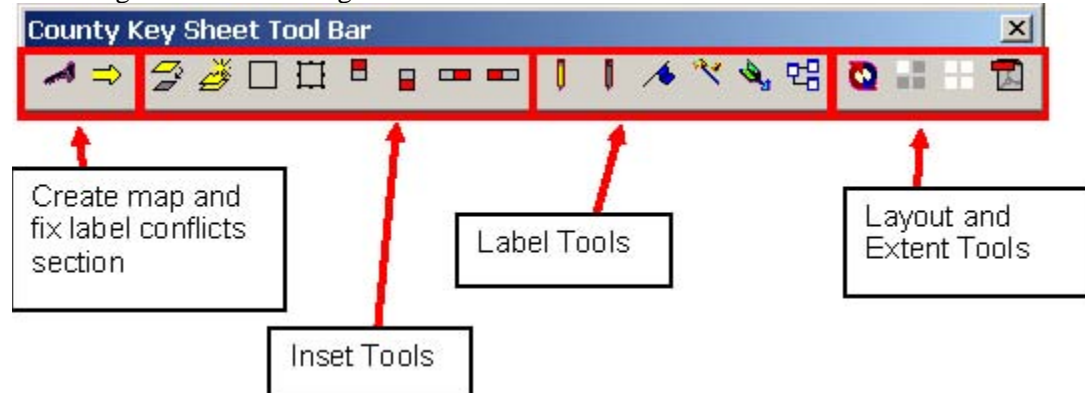 County Key Sheet Tool Bar
Create map and
fix label conflicts
section
Inset Tools
Label Tools
Layout and
Extent Tools